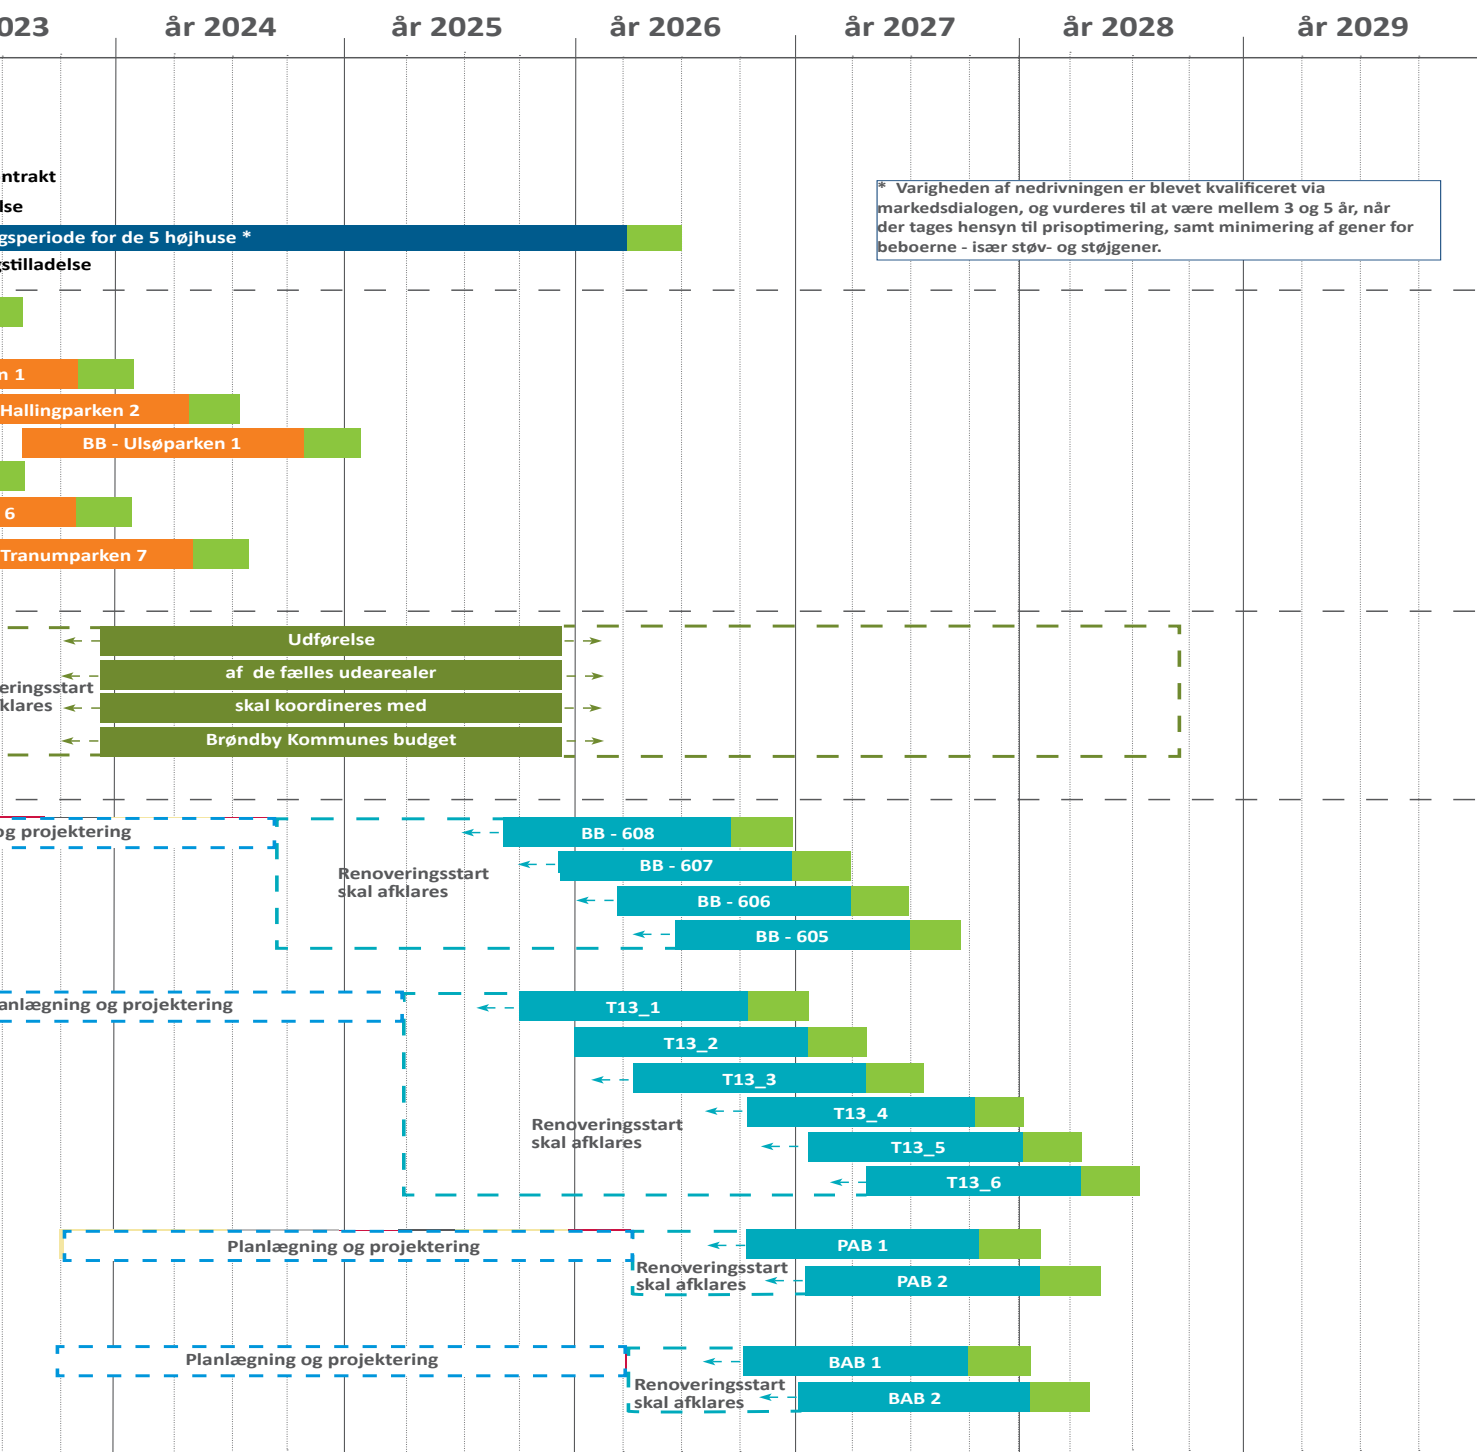 023
år 2024
år 2025
år 2026
år 2027
år 2028
år 2029
ntrakt
lse
gsperiode for de 5 højhuse *
gstilladelse
* Varigheden af nedrivningen er blevet kvalificeret via
markedsdialogen, og vurderes til at være mellem 3 og 5 år, når
der tages hensyn til prisoptimering, samt minimering af gener for
beboerne - især støv- og støjgener.
n 1
Hallingparken 2
BB - Ulsøparken 1
6
Tranumparken 7
eringsstart
klares
Udførelse
af de fælles udearealer
skal koordineres med
Brøndby Kommunes budget
og projektering
Renoveringsstart
skal afklares
BB - 608
BB - 607
BB - 606
BB - 605
anlægning og projektering
T13_1
T13_2
T13_3
T13_4
T13_5
T13_6
Renoveringsstart
skal afklares
Planlægning og projektering
Renoveringsstart
skal afklares
PAB 1
PAB 2
Planlægning og projektering
Renoveringsstart
skal afklares
BAB 1
BAB 2